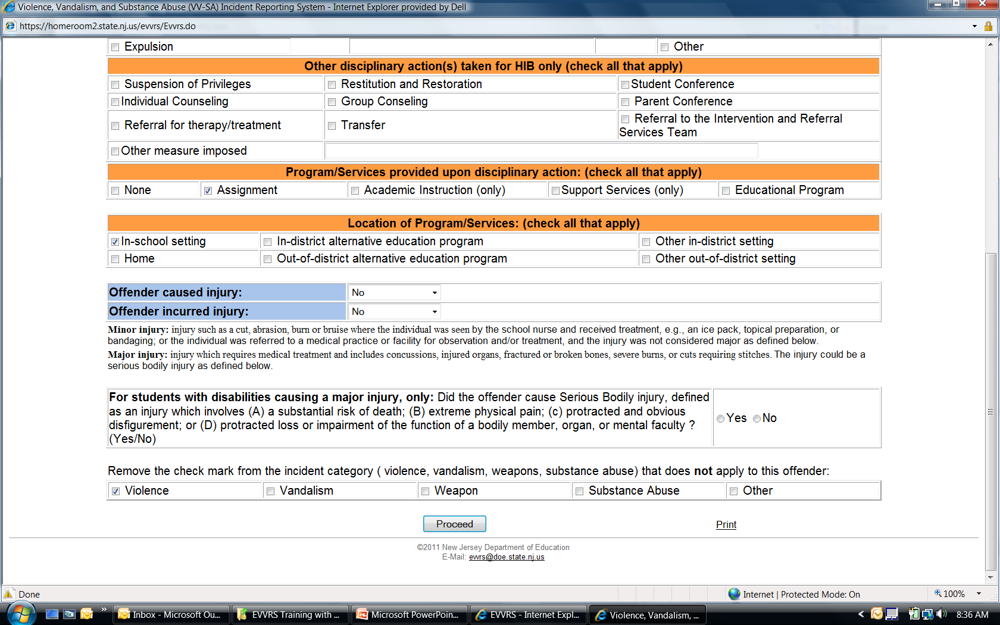 Violence, Vandalism, and Substance Abuse (VV-SA) Incident Reporting System - Internet Explorer provided by Dell
https://homeroom2.state.nj.us/evvrs/Evvrs.do
Expulsion Other
Other disciplinary action(s) taken for HIB only (check all that apply)
Suspension of Privileges Restitution and Restoration Student Conference
Individual Counseling Group Conseling Parent Conference
Referral for therapy/treatment Transfer Referral to the Intervention and Referral
Services Team
Other measure imposed
Program/Services provided upon disciplinary action: (check all that apply)
None Assignment Academic Instruction (only) Support Services (only) Educational Program
Location of Program/Services: (check all that apply)
In-school setting In-district alternative education program Other in-district setting
Home Out-of-district alternative education program Other out-of-district setting
Offender caused injury: No
Offender incurred injury: No
Minor injury: injury such as a cut, abrasion, burn or bruise where the individual was seen by the school nurse and received treatment, e.g., an ice pack, topical preparation, or
bandaging; or the individual was referred to a medical practice or facility for observation and/or treatment, and the injury was not considered major as defined below.
Major injury: injury which requires medical treatment and includes concussions, injured organs, fractured or broken bones, severe burns, or cuts requiring stitches. The injury could be a
serious bodily injury as defined below.
For students with disabilities causing a major injury, only: Did the offender cause Serious Bodily injury, defined
as an injury which involves (A) a substantial risk of death; (B) extreme physical pain; (c) protracted and obvious
disfigurement; or (D) protracted loss or impairment of the function of a bodily member, organ, or mental faculty ?
(Yes/No)
Yes No
Remove the check mark from the incident category ( violence, vandalism, weapons, substance abuse) that does not apply to this offender:
Violence Vandalism Weapon Substance Abuse Other
Proceed Print
©2011 New Jersey Department of Education
E-Mail: evvrs@doe.state.nj.us
Done Internet | Protected Mode: On 100%
Inbox - Microsoft Ou... EVVRS Training with ... Microsoft PowerPoin... EVVRS - Internet Expl... Violence, Vandalism, ... 8:36 AM